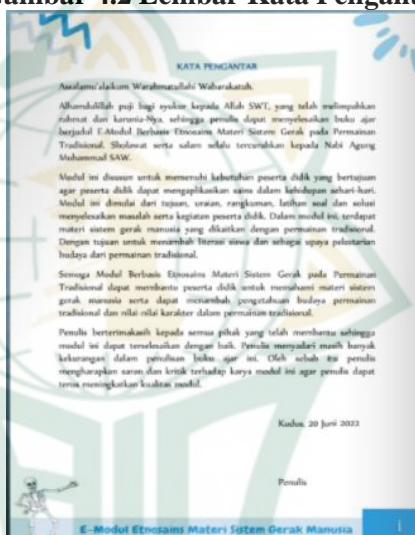 Gambar 4.2 Lembar Kata Pengantar
KATA PENGANTAR
Assalamu'alaikum Warahmatullahi Wabarakatuh.
Alhamdulillah puji bagi syukur kepada Allah SWT, yang telah melimpahkan
rahmat dan karunia-Nya, sehingga penulis dapat menyelesaikan buku ajar
berjudul E-Modul Berbasis Etnosains Materi Sistem Gerak pada Permainan
Tradisional. Sholawat serta salam selalu tercurahkan kepada Nabi Agung
Muhammad SAW.
Modul ini disusun untuk memenuhi kebutuhan peserta didik yang bertujuan
agar peserta didik dapat mengaplikasikan sains dalam kehidupan sehari-hari.
Modul ini dimulai dari tujuan, uraian, rangkuman, latihan soal dan solusi
menyelesaikan masalah serta kegiatan peserta didik. Dalam modul ini, terdapat
materi sistem gerak manusia yang dikaitkan dengan permainan tradisional.
Dengan tujuan untuk menambah literasi siswa dan sebagai upaya pelestarian
budaya dari permainan tradisional.
Semoga Modul Berbasis Etnosains Materi Sistem Gerak pada Permainan
Tradisional dapat membantu peserta didik untuk memahami materi sistem
gerak manusia serta dapat menambah pengetahuan budaya permainan
tradisional dan nilai nilai karakter dalam permainan tradisional.
Penulis berterimakasih kepada semua pihak yang telah membantu sehingga
modul ini dapat terselesaikan dengan baik. Penulis menyadari masih banyak
kekurangan dalam penulisan buku ajar ini. Oleh sebab itu penulis
mengharapkan saran dan kritik terhadap karya modul ini agar penulis dapat
terus meningkatkan kualitas modul.
Kudus, 20 Juni 2022
Penulis
E-Modul Etnosains Materi Sistem Gerak Manusia
i